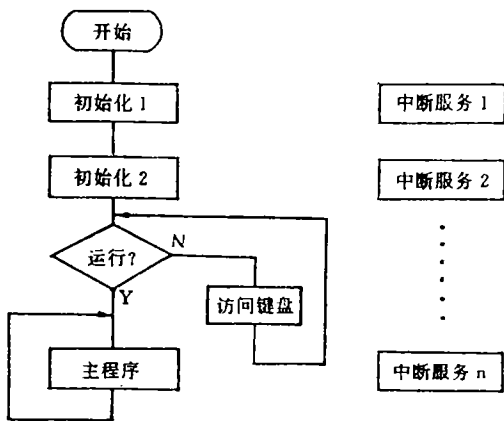 开始
初始化 1
中断服务 1
初始化 2
中断服务 2
运行?
N
Y
访问键盘
主程序
中断服务 n